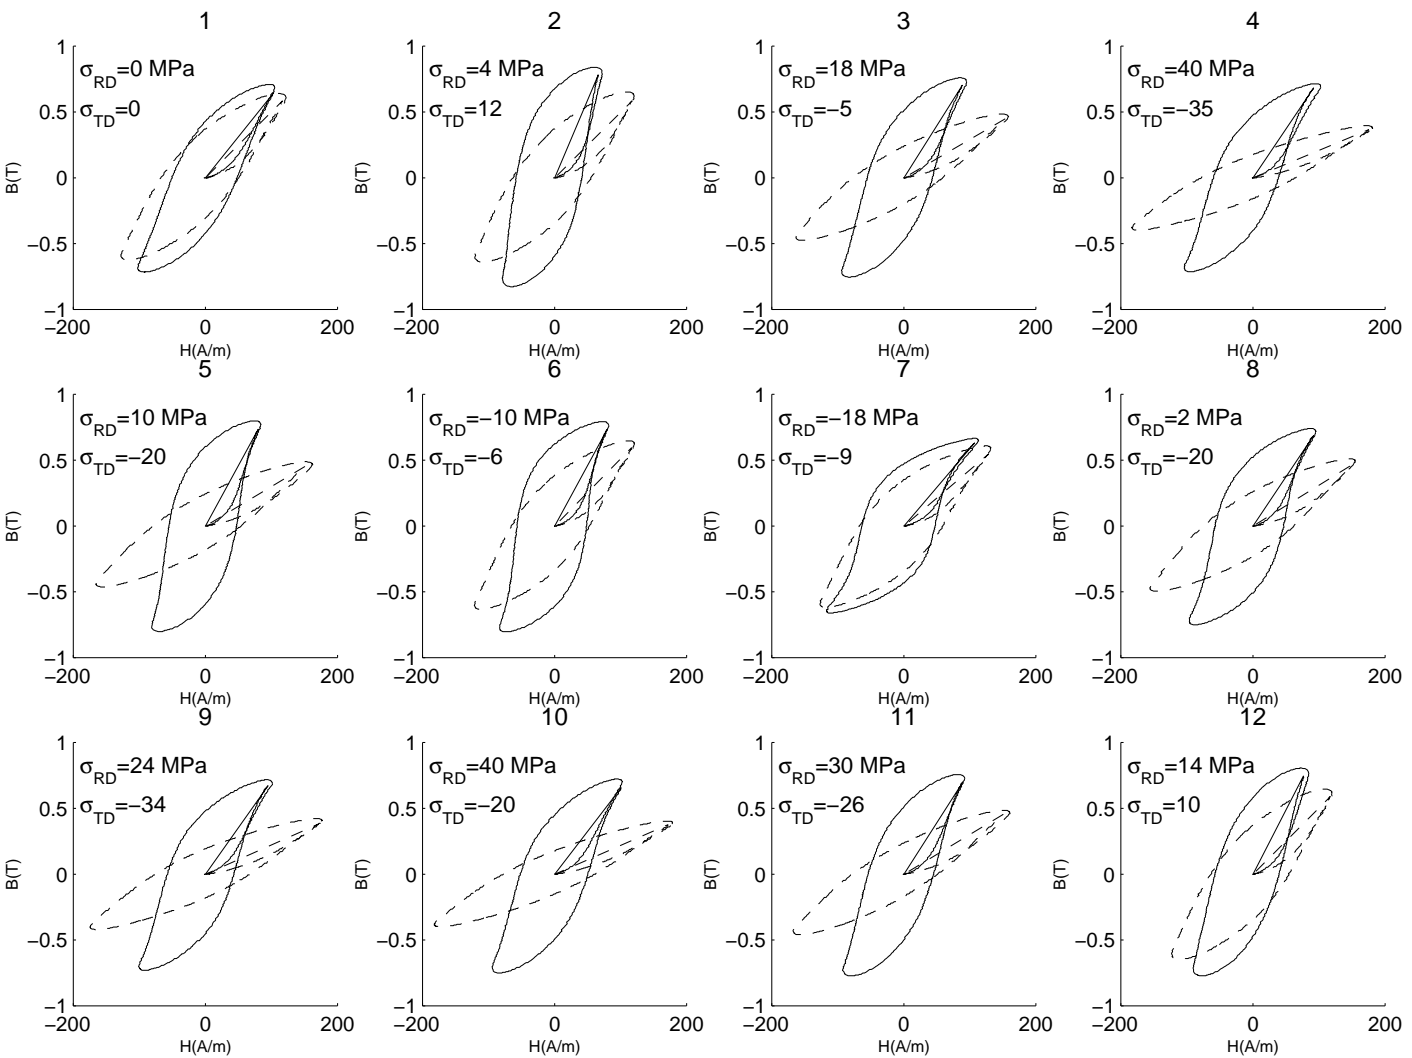 1
σRD=0 MPa
σTD=0
1
0.5
0
−0.5
−1
−200
0
200
B(T)
H(A/m)
2
σRD=4 MPa
σTD=12
1
0.5
0
−0.5
−1
−200
0
200
B(T)
H(A/m)
3
σRD=18 MPa
σTD=−5
1
0.5
0
−0.5
−1
−200
0
200
B(T)
H(A/m)
4
σRD=40 MPa
σTD=−35
1
0.5
0
−0.5
−1
−200
0
200
B(T)
H(A/m)
5
σRD=10 MPa
σTD=−20
1
0.5
0
−0.5
−1
−200
0
200
B(T)
H(A/m)
6
σRD=−10 MPa
σTD=−6
1
0.5
0
−0.5
−1
−200
0
200
B(T)
H(A/m)
7
σRD=−18 MPa
σTD=−9
1
0.5
0
−0.5
−1
−200
0
200
B(T)
H(A/m)
8
σRD=2 MPa
σTD=−20
1
0.5
0
−0.5
−1
−200
0
200
B(T)
H(A/m)
9
σRD=24 MPa
σTD=−34
1
0.5
0
−0.5
−1
−200
0
200
B(T)
H(A/m)
10
σRD=40 MPa
σTD=−20
1
0.5
0
−0.5
−1
−200
0
200
B(T)
H(A/m)
11
σRD=30 MPa
σTD=−26
1
0.5
0
−0.5
−1
−200
0
200
B(T)
H(A/m)
12
σRD=14 MPa
σTD=10
1
0.5
0
−0.5
−1
−200
0
200
B(T)
H(A/m)